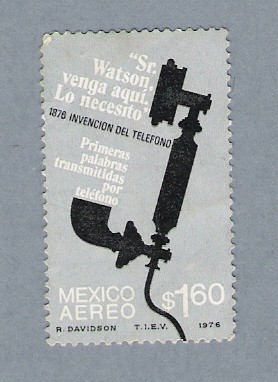 "Sr.
Watson,
venga aquí.
Lo necesito"
1876 INVENCION DEL TELEFONO
Primeras
palabras
transmitidas
por
teléfono
MEXICO
AEREO
$1.60
R. DAVIDSON T.I.E.V. 1976